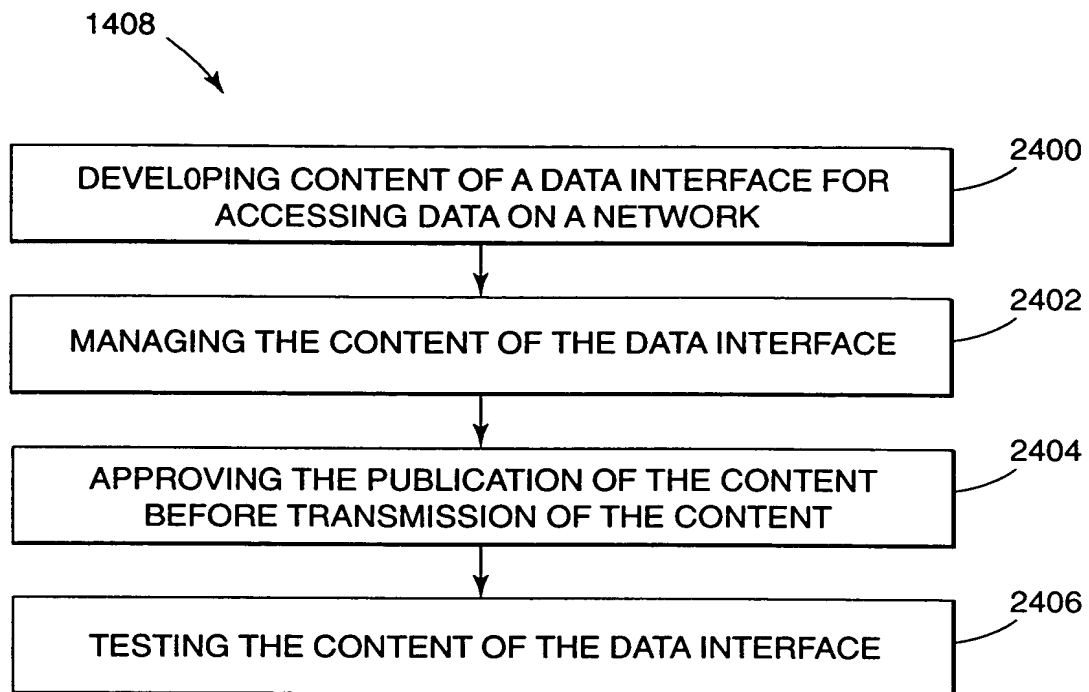 1408
2400
DEVEL0PING CONTENT OF A DATA INTERFACE FOR
ACCESSING DATA ON A NETWORK
2402
MANAGING THE CONTENT OF THE DATA INTERFACE
2404
APPROVING THE PUBLICATION OF THE CONTENT
BEFORE TRANSMISSION OF THE CONTENT
2406
TESTING THE CONTENT OF THE DATA INTERFACE